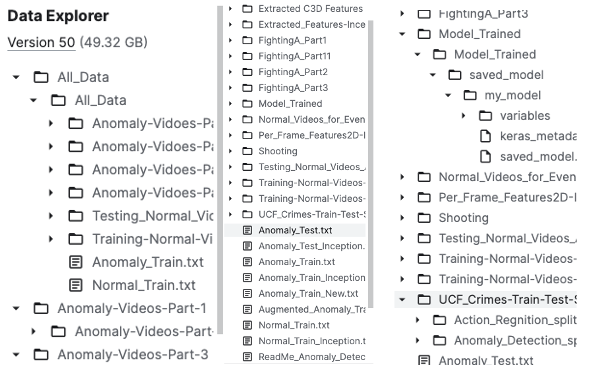 Data Explorer
Version 50 (49.32 GB)
All_Data
All_Data
Anomaly-Vidoes-Pa
Anomaly-Videos-Pa
Anomaly-Videos-Pa
Anomaly-Videos-Pa
Testing_Normal_Vid
Training-Normal-Vi
Anomaly_Train.txt
Normal_Train.txt
Anomaly-Videos-Part-1
Anomaly-Videos-Part
Anomaly-Videos-Part-3
Extracted C3D Features
Extracted_Features-Ince
FightingA_Part1
FightingA_Part11
FightingA_Part2
FightingA_Part3
Model_Trained
Normal_Videos_for_Even
Per_Frame_Features2D-I
Shooting
Testing_Normal_Videos_
Training-Normal-Videos-
Training-Normal-Videos-
UCF_Crimes-Train-Test-S
Anomaly_Test.txt
Anomaly_Test_Inception.
Anomaly_Train.txt
Anomaly_Train_Inception
Anomaly_Train_New.txt
Augmented_Anomaly_Tra
Normal_Train.txt
Normal_Train_Inception.t
ReadMe_Anomaly_Detec
FightingA_Part3
Model_Trained
Model_Trained
saved_model
my_model
variables
keras_metada
saved_model.
Normal_Videos_for_Even
Per_Frame_Features2D-I
Shooting
Testing_Normal_Videos_
Training-Normal-Videos-
Training-Normal-Videos-
UCF_Crimes-Train-Test-S
Action_Regnition_split
Anomaly_Detection_sp
Anomaly_Test.txt